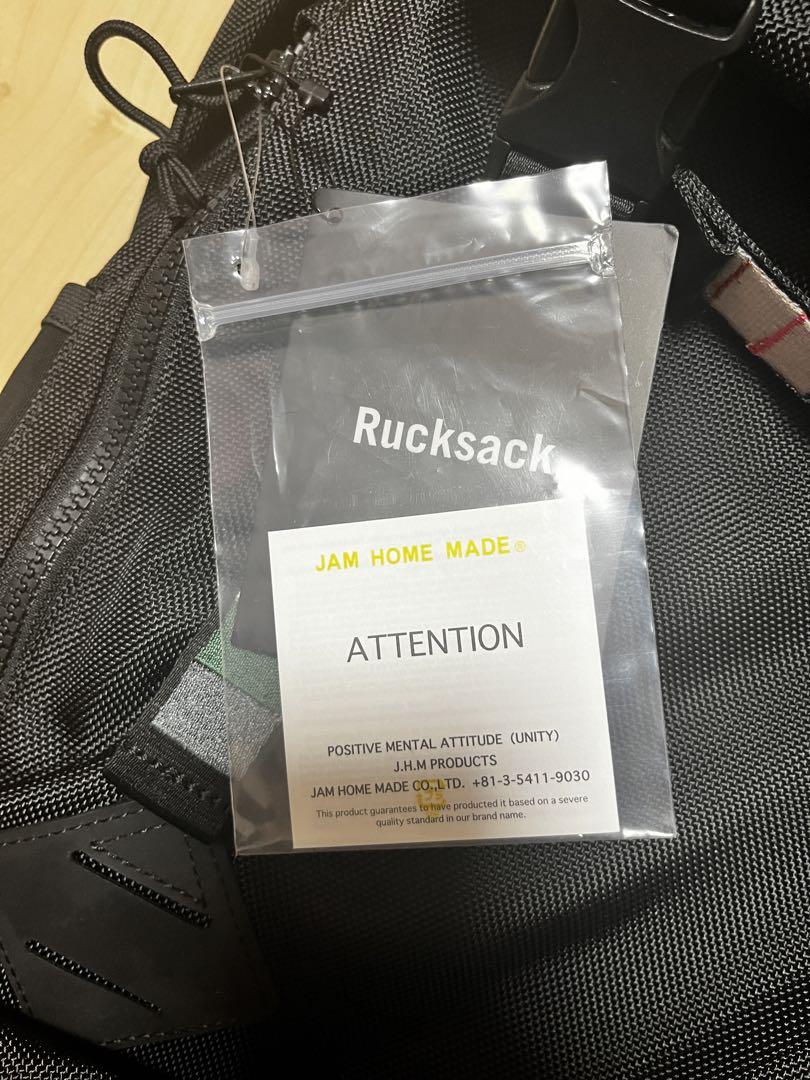 Rucksack
JAM HOME MADE®
ATTENTION
POSITIVE MENTAL ATTITUDE (UNITY)
J.H.M PRODUCTS
JAM HOME MADE CO.,LTD. +81-3-5411-9030
This product guarantees to have producted it based on a severe
quality standard in our brand name.